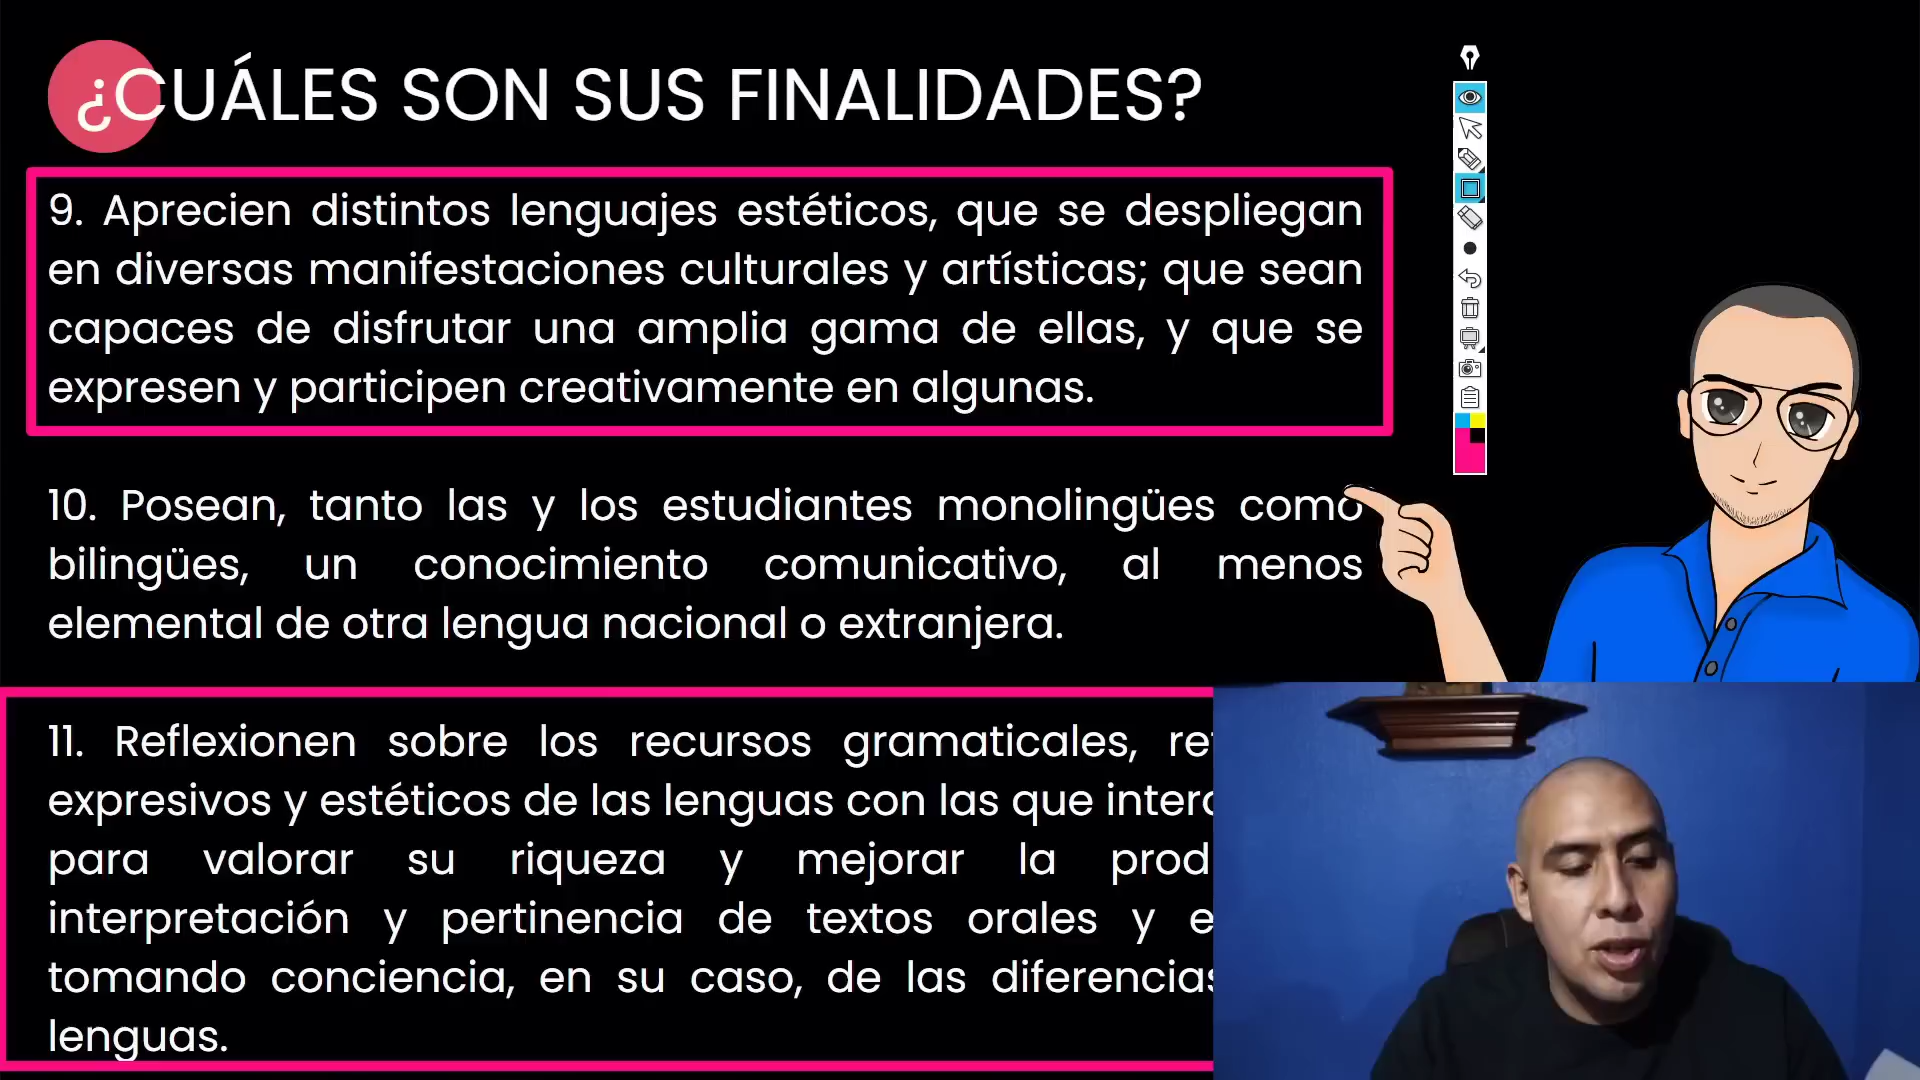 ¿CUÁLES SON SUS FINALIDADES?
9. Aprecien distintos lenguajes estéticos, que se despliegan
en diversas manifestaciones culturales y artísticas; que sean
capaces de disfrutar una amplia gama de ellas, y que se
expresen y participen creativamente en algunas.
10. Posean, tanto las y los estudiantes monolingües como
bilingües, un conocimiento comunicativo, al menos
elemental de otra lengua nacional o extranjera.
11. Reflexionen sobre los recursos gramaticales,
expresivos y estéticos de las lenguas con las que
para valorar su riqueza y mejorar la
interpretación y pertinencia de textos orales y
tomando conciencia, en su caso, de las diferencias
lenguas.